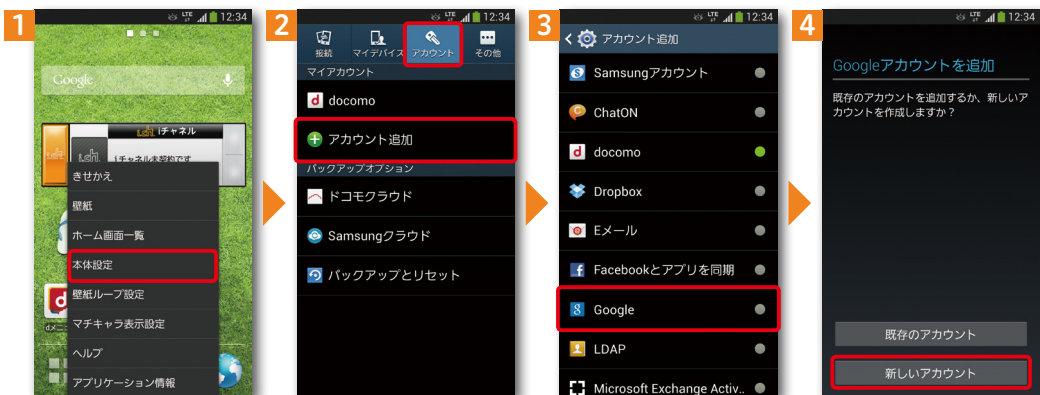 1
LTE
12:34
Google
iチャネル
iチャネル未契約です
きせかえ
壁紙
ホーム画面一覧
本体設定
壁紙ループ設定
マチキャラ表示設定
ヘルプ
アプリケーション情報
dメニ
2
LTE
12:34
接続 マイデバイス アカウント その他
マイアカウント
docomo
アカウント追加
バックアップオプション
ドコモクラウド
Samsungクラウド
バックアップとリセット
3
LTE
12:34
アカウント追加
Samsungアカウント
ChatON
docomo
Dropbox
Eメール
Facebookとアプリを同期
Google
LDAP
Microsoft Exchange Activ..
4
LTE
12:34
Googleアカウントを追加
既存のアカウントを追加するか、新しいア
カウントを作成しますか？
既存のアカウント
新しいアカウント